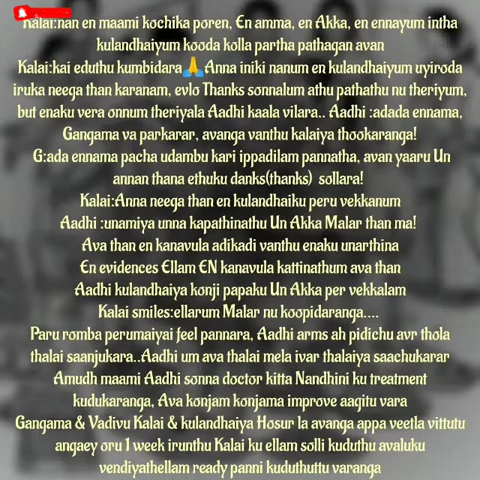 Kalai:nan en maami kochika poren, En amma, en Akka, en ennayum intha
kulandhaiyum kooda kolla partha pathagan avan
Kalai:kai eduthu kumbidara🙏Anna iniki nanum en kulandhaiyum uyiroda
iruka neega than karanam, evlo Thanks sonnalum athu pathathu nu theriyum,
but enaku vera onnum theriyala Aadhi kaala vilara.. Aadhi :adada ennama,
Gangama va parkarar, avanga vanthu kalaiya thookaranga!
G:ada ennama pacha udambu kari ippadilam pannatha, avan yaaru Un
annan thana ethuku danks(thanks) sollara!
Kalai:Anna neega than en kulandhaiku peru vekkanum
Aadhi :unamiya unna kapathinathu Un Akka Malar than ma!
Ava than en kanavula adikadi vanthu enaku unarthina
En evidences Ellam EN kanavula kattinathum ava than
Aadhi kulandhaiya konji papaku Un Akka per vekkalam
Kalai smiles:ellarum Malar nu koopidaranga....
Paru romba perumaiyai feel pannara, Aadhi arms ah pidichu avr thola
thalai saanjukara..Aadhi um ava thalai mela ivar thalaiya saachukarar
Amudh maami Aadhi sonna doctor kitta Nandhini ku treatment
kudukaranga, Ava konjam konjama improve aagitu vara
Gangama & Vadivu Kalai & kulandhaiya Hosur la avanga appa veetla vittutu
angaey oru 1 week irunthu Kalai ku ellam solli kuduthu avaluku
vendiyathellam ready panni kuduthuttu varanga